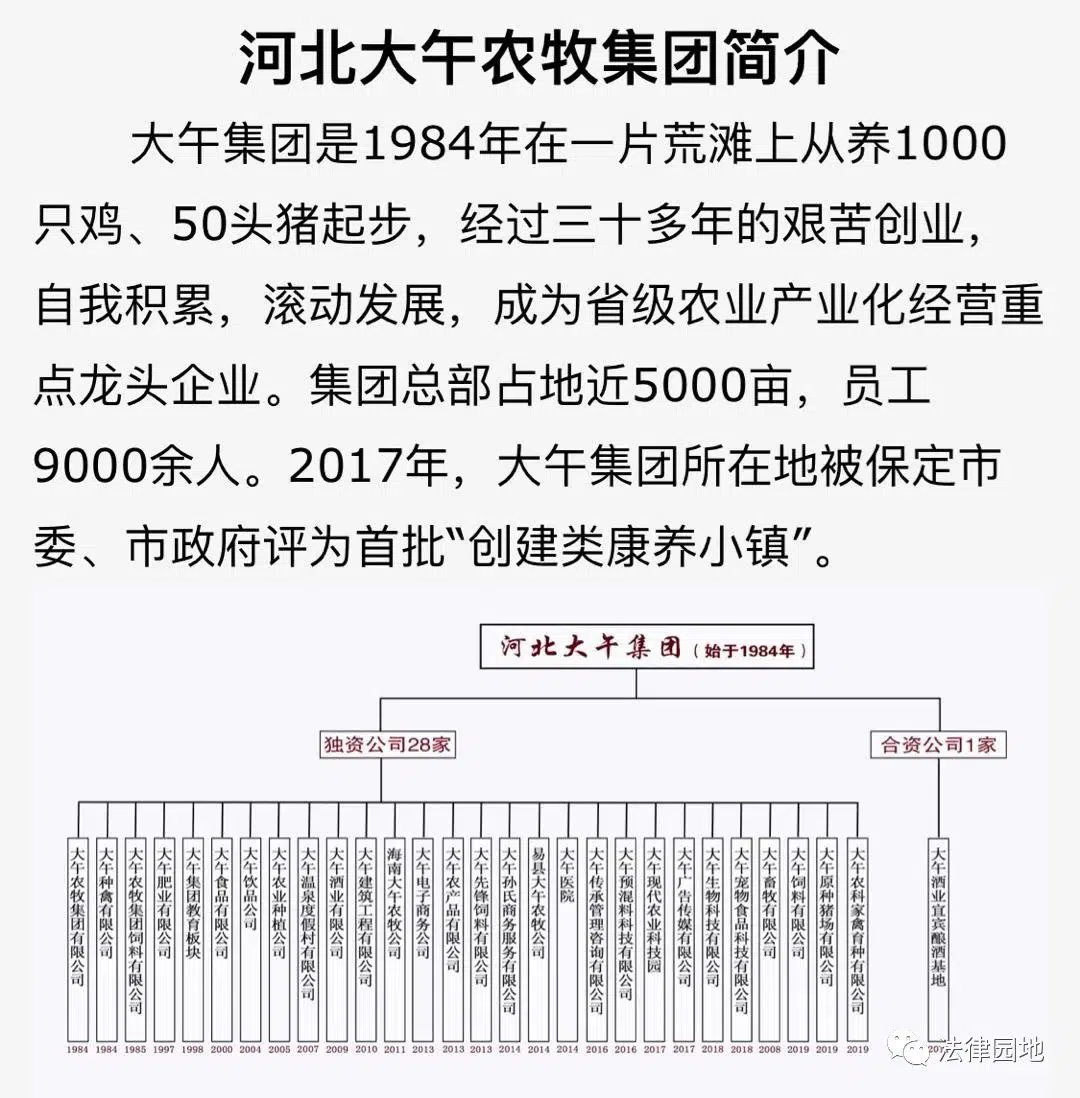 河北大午农牧集团简介
大午集团是1984年在一片荒滩上从养1000
只鸡、50头猪起步，经过三十多年的艰苦创业，
自我积累，滚动发展，成为省级农业产业化经营重
点龙头企业。集团总部占地近5000亩，员工
9000余人。2017年，大午集团所在地被保定市
委、市政府评为首批“创建类康养小镇”。
河北大午集团（始于1984年）
独资公司28家
合资公司1家
大午农牧集团有限公司
大午种禽有限公司
大午农牧集团饲料有限公司
大午肥业有限公司
大午集团教育板块
大午食品有限公司
大午饮品公司
大午农业种植公司
大午温泉度假村有限公司
大午酒业有限公司
大午建筑工程有限公司
海南大午农牧公司
大午电子商务公司
大午农产品有限公司
大午先锋饲料有限公司
大午孙氏商务服务有限公司
易县大午农牧公司
大午医院
大午传承管理咨询有限公司
大午预混料科技有限公司
大午现代农业科技园
大午广告传媒有限公司
大午生物科技有限公司
大午宠物食品科技有限公司
大午畜牧有限公司
大午饲料有限公司
大午原种猪场有限公司
大午农科家禽育种有限公司
大午酒业宜宾酿酒基地
1984 1984 1985 1997 1998 2000 2004 2005 2007 2009 2010 2011 2013 2013 2013 2014 2014 2014 2016 2016 2017 2017 2018 2018 2008 2019 2019 2019
法律园地